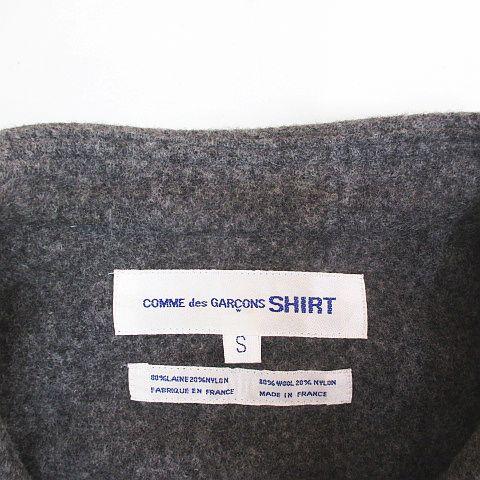 COMME des GARÇONS SHIRT
W
S
80%LAINE 20%NYLON 80% WOOL 20% NYLON
FABRIQUE EN FRANCE MADE IN FRANCE